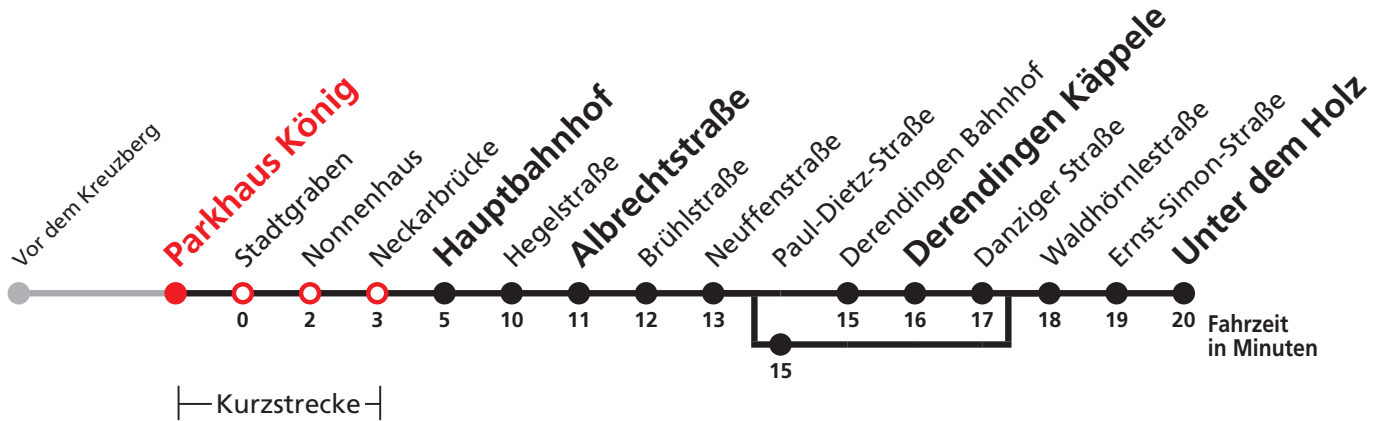 Vor dem Kreuzberg
Parkhaus König
Stadtgraben
Nonnenhaus
Neckarbrücke
Hauptbahnhof
Hegelstraße
Albrechtstraße
Brühlstraße
Neuffenstraße
Paul-Dietz-Straße
Derendingen Bahnhof
Derendingen Käppele
Danziger Straße
Waldhörnlestraße
Ernst-Simon-Straße
Unter dem Holz
0 2 3 5 10 11 12 13 15 16 17 18 19 20 Fahrzeit
in Minuten
15
Kurzstrecke